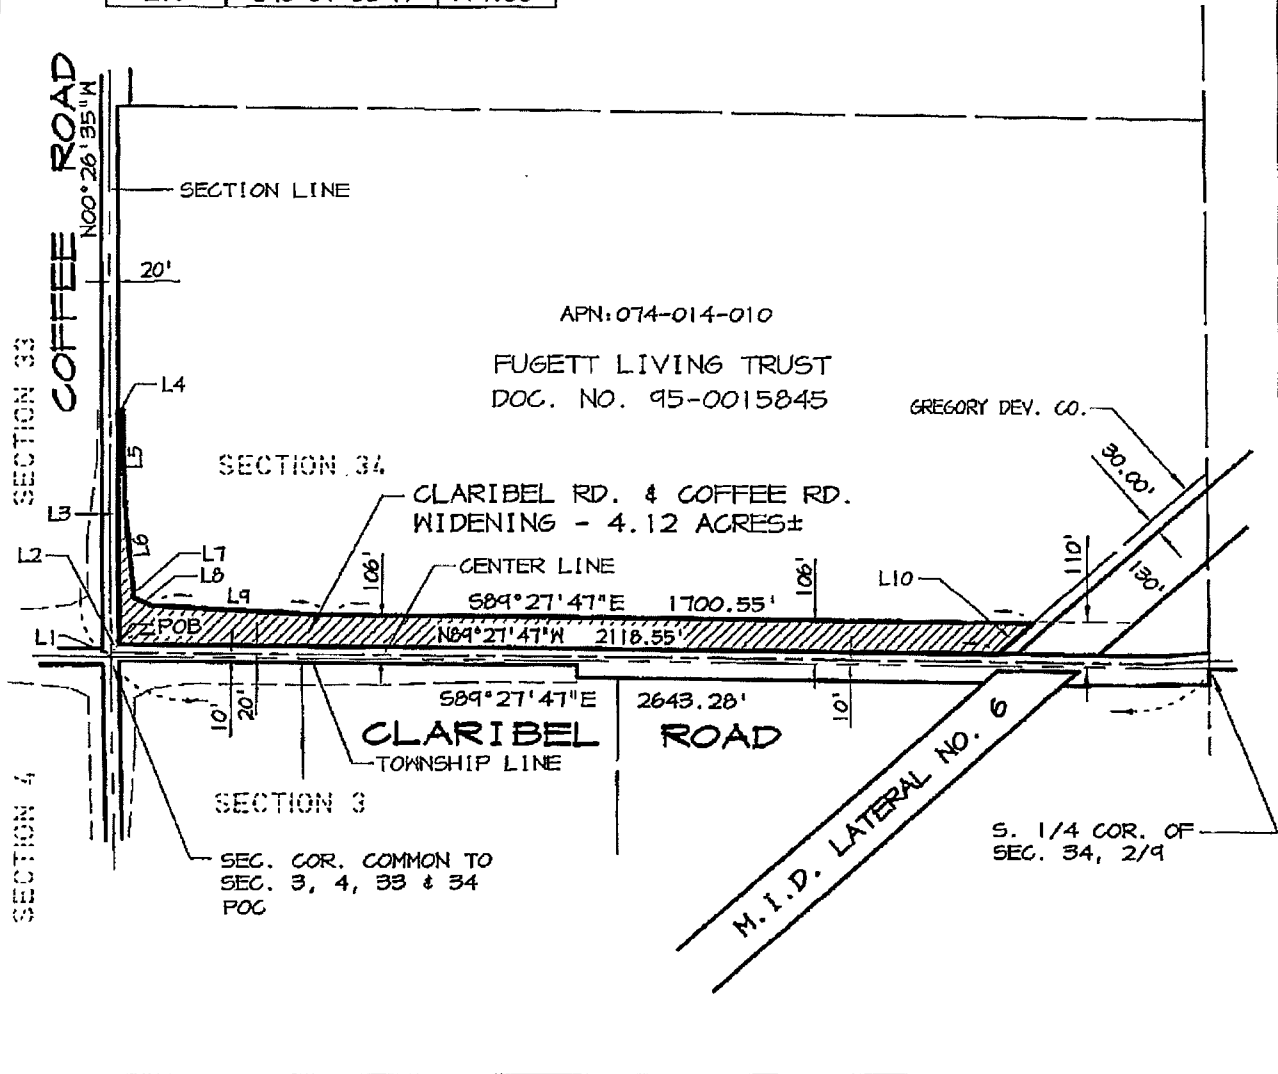 COFFEE ROAD
N00°26'35"W
SECTION LINE
20'
APN:074-014-010
FUGETT LIVING TRUST
DOC. NO. 95-0015845
SECTION 33
L4
GREGORY DEV. CO.
L5
SECTION 34
30.00'
CLARIBEL RD. & COFFEE RD.
WIDENING - 4.12 ACRES±
L3
L6
L2
L7
L8
CENTER LINE
106'
106'
110'
130'
L9
S89°27'47"E 1700.55'
L10
POB
N89°27'47"W 2118.55'
L1
10'
20'
S89°27'47"E 2643.28'
10'
CLARIBEL ROAD
TOWNSHIP LINE
M.I.D. LATERAL NO. 6
SECTION 4
SECTION 3
S. 1/4 COR. OF
SEC. 34, 2/9
SEC. COR. COMMON TO
SEC. 3, 4, 33 & 34
POC